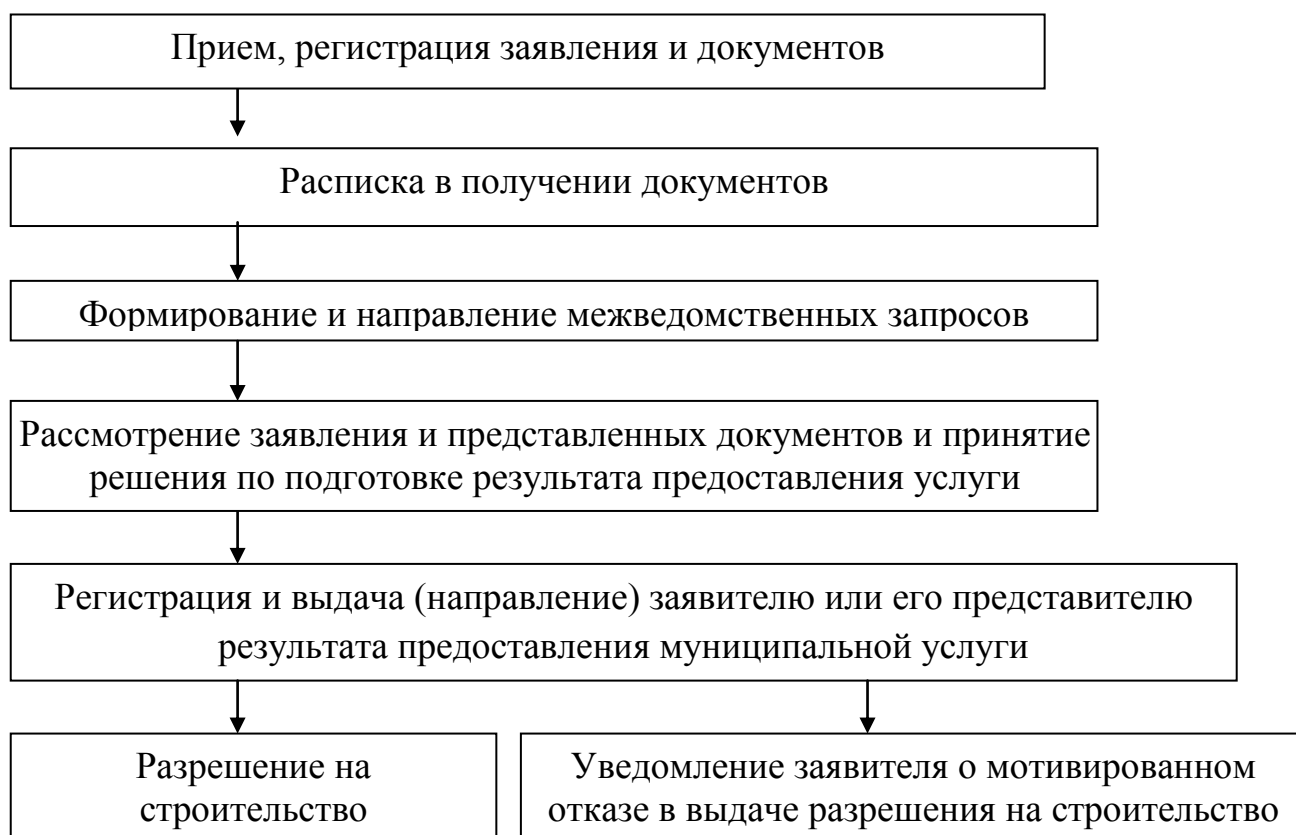 Прием, регистрация заявления и документов
Расписка в получении документов
Формирование и направление межведомственных запросов
Рассмотрение заявления и представленных документов и принятие
решения по подготовке результата предоставления услуги
Регистрация и выдача (направление) заявителю или его представителю
результата предоставления муниципальной услуги
Разрешение на
строительство
Уведомление заявителя о мотивированном
отказе в выдаче разрешения на строительство